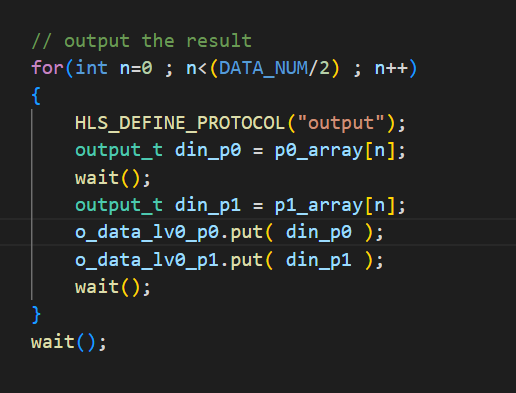 // output the result
for(int n=0 ; n<(DATA_NUM/2) ; n++)
{
    HLS_DEFINE_PROTOCOL("output");
    output_t din_p0 = p0_array[n];
    wait();
    output_t din_p1 = p1_array[n];
    o_data_lv0_p0.put( din_p0 );
    o_data_lv0_p1.put( din_p1 );
    wait();
}
wait();